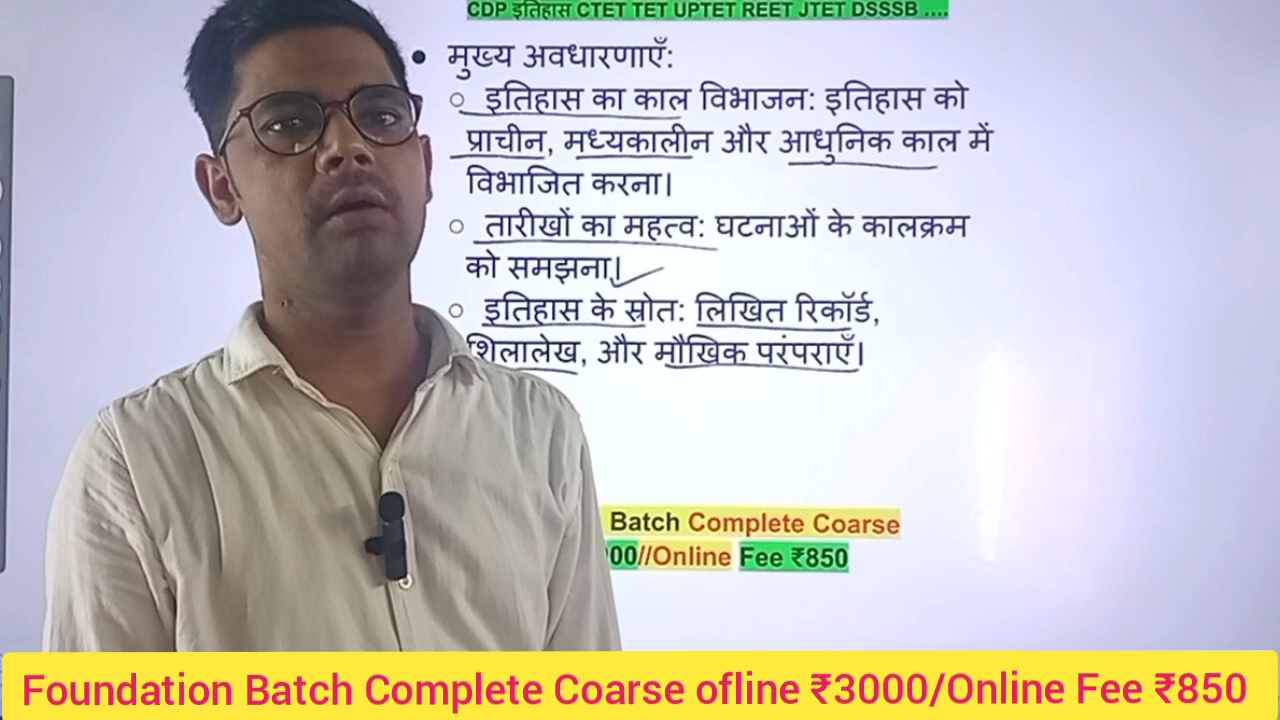 CDP इतिहास CTET TET UPTET REET JTET DSSSB ....
• मुख्य अवधारणाएँ:
○ इतिहास का काल विभाजन: इतिहास को
प्राचीन, मध्यकालीन और आधुनिक काल में
विभाजित करना।
○ तारीखों का महत्व: घटनाओं के कालक्रम
को समझना।
○ इतिहास के स्रोत: लिखित रिकॉर्ड,
शिलालेख, और मौखिक परंपराएँ।
Batch Complete Coarse
00//Online Fee ₹850
Foundation Batch Complete Coarse ofline ₹3000/Online Fee ₹850